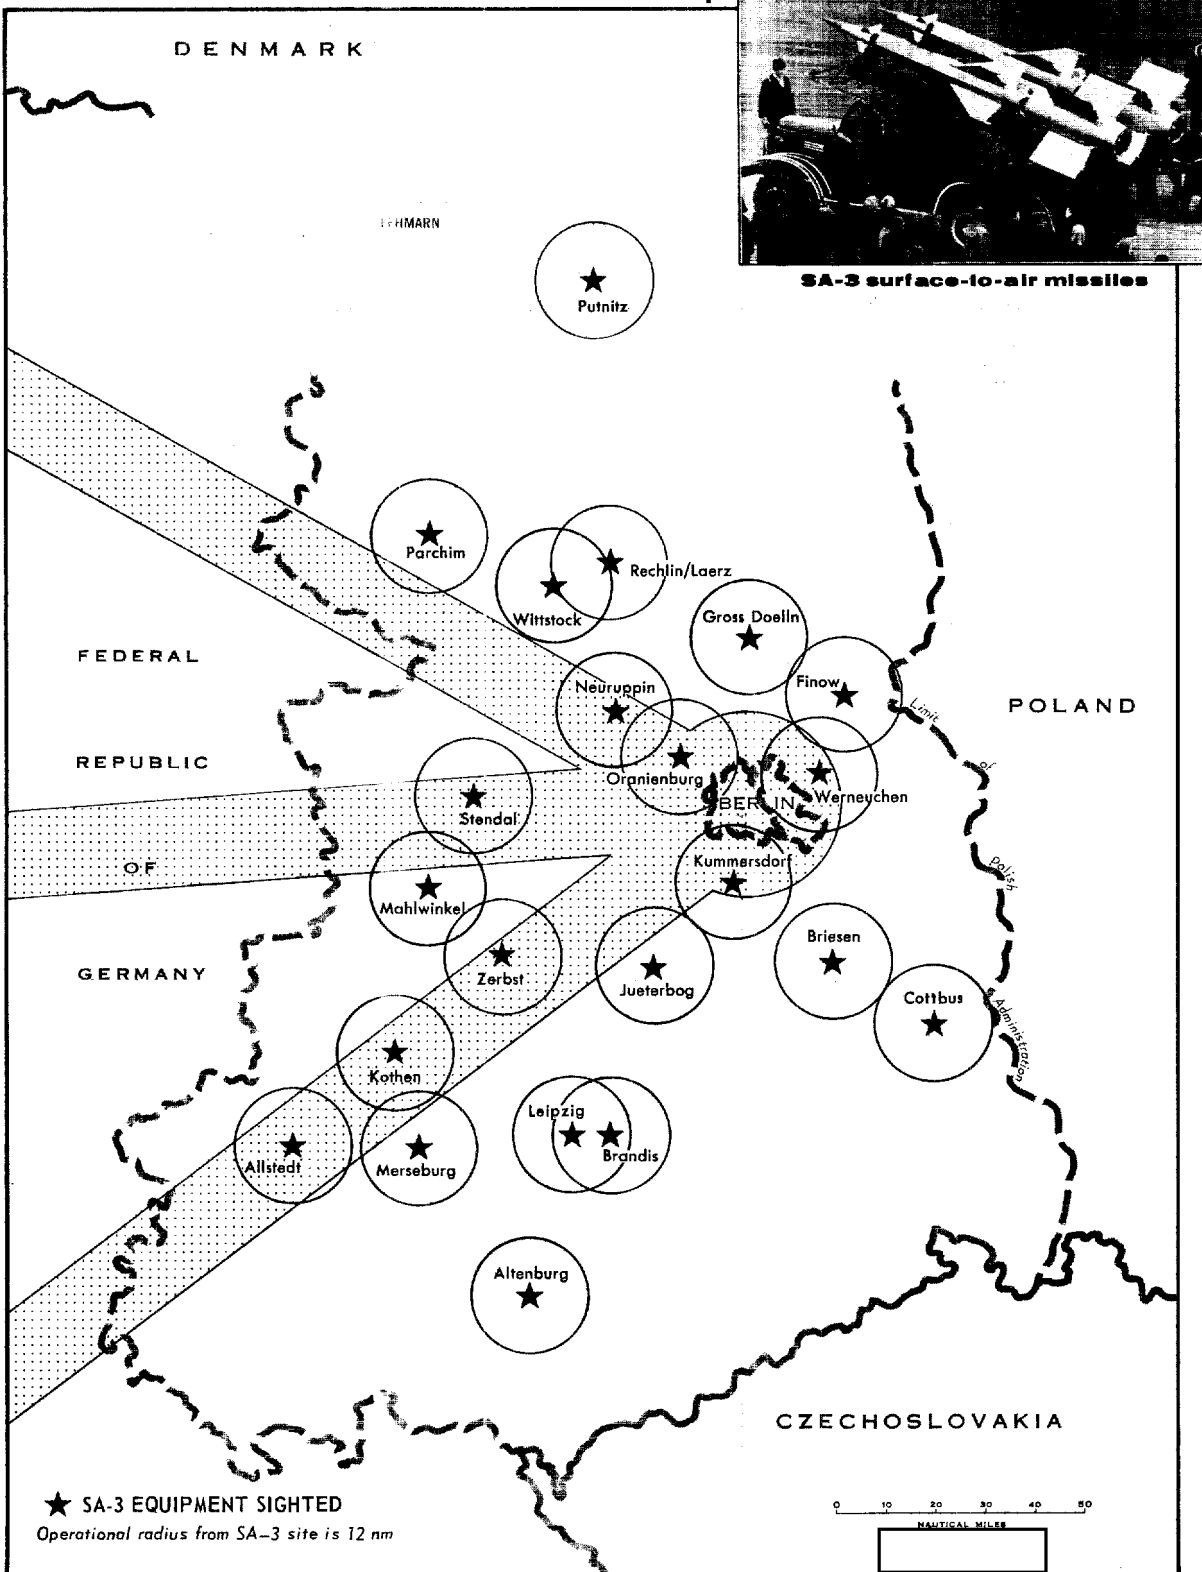 DENMARK
SA-3 surface-to-air missiles
Putnitz
Parchim
Rechlin/Laerz
Wittstock
Gross Doelln
FEDERAL
Neuruppin
Finow
Limit
POLAND
REPUBLIC
of
Oranienburg
BERLIN
Werneuchen
Stendal
OF
Kummersdorf
Polish
Mahlwinkel
Briesen
GERMANY
Zerbst
Jueterbog
Cottbus
Administration
Kothen
Leipzig
Brandis
Allstedt
Merseburg
Altenburg
CZECHOSLOVAKIA
★ SA-3 EQUIPMENT SIGHTED
Operational radius from SA-3 site is 12 nm
0 10 20 30 40 50
NAUTICAL MILES